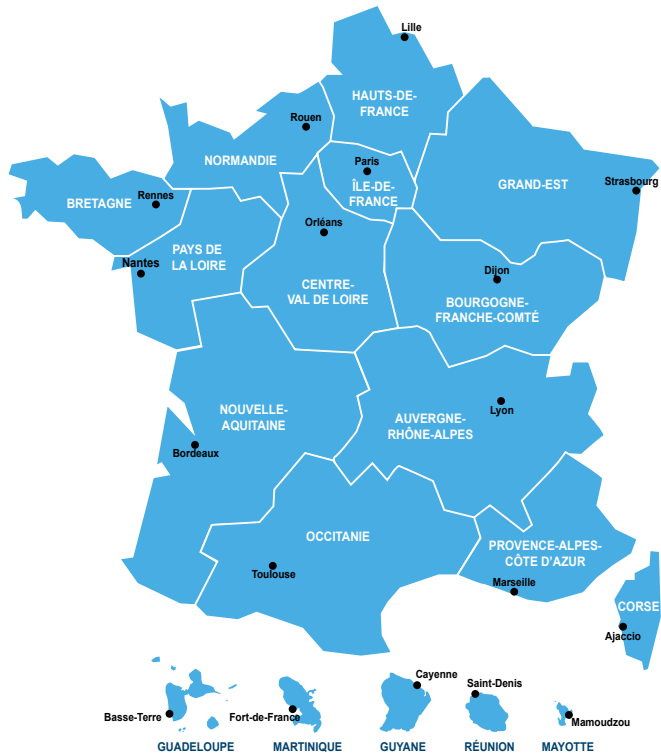 Lille
HAUTS-DE-
FRANCE
Rouen
NORMANDIE
Paris
ÎLE-DE-
FRANCE
GRAND-EST
Strasbourg
BRETAGNE
Rennes
PAYS DE
LA LOIRE
Nantes
Orléans
CENTRE-
VAL DE LOIRE
Dijon
BOURGOGNE-
FRANCHE-COMTÉ
NOUVELLE-
AQUITAINE
Bordeaux
AUVERGNE-
RHÔNE-ALPES
Lyon
OCCITANIE
Toulouse
PROVENCE-ALPES-
CÔTE D'AZUR
Marseille
CORSE
Ajaccio
Basse-Terre
GUADELOUPE
Fort-de-France
MARTINIQUE
Cayenne
GUYANE
Saint-Denis
RÉUNION
Mamoudzou
MAYOTTE